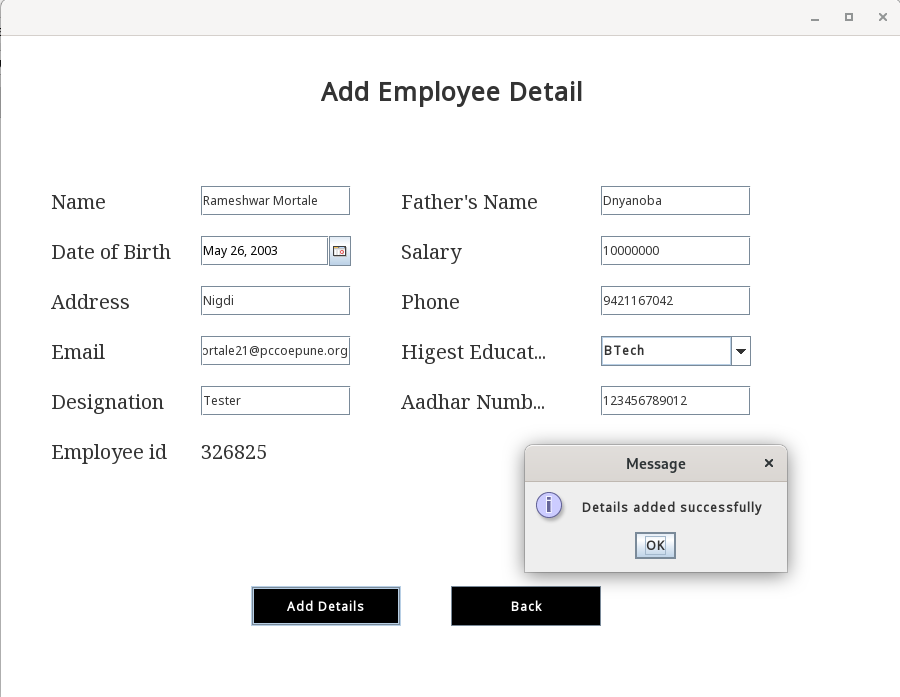 Add Employee Detail
Name Rameshwar Mortale Father's Name Dnyanoba
Date of Birth May 26, 2003 Salary 10000000
Address Nigdi Phone 9421167042
Email ortale21@pccoepune.org Higest Educat... BTech
Designation Tester Aadhar Numb... 123456789012
Employee id 326825
Message
Details added successfully
OK
Add Details Back